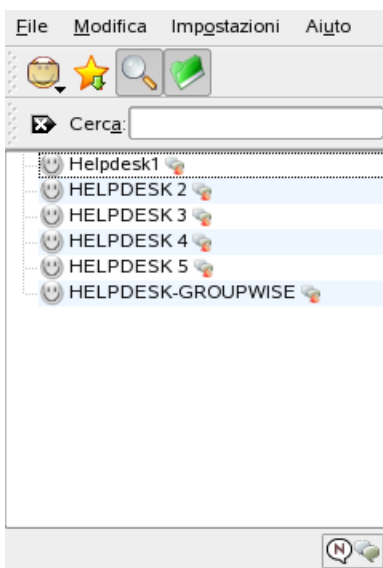 File Modifica Impostazioni Aiuto
Cerca:
Helpdesk1
HELPDESK 2
HELPDESK 3
HELPDESK 4
HELPDESK 5
HELPDESK-GROUPWISE
N